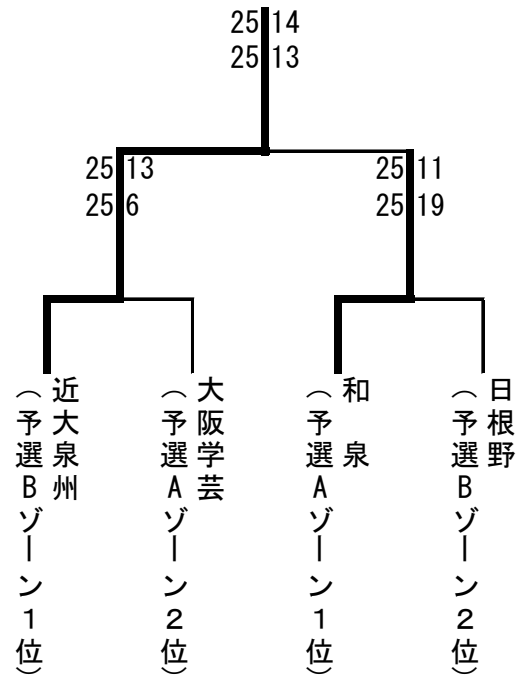 25 14
25 13
25 13
25 6
25 11
25 19
近大泉州
(予選Bゾーン1位)
大阪学芸
(予選Aゾーン2位)
和泉
(予選Aゾーン1位)
日根野
(予選Bゾーン2位)